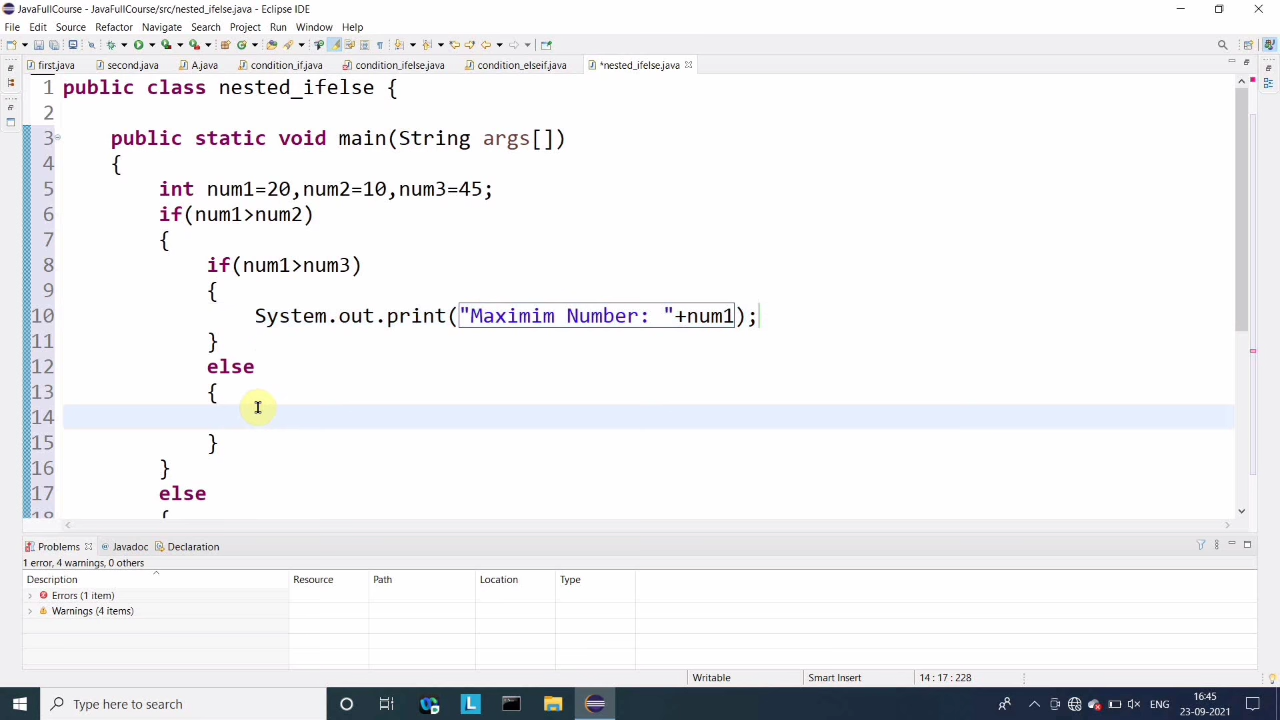 JavaFullCourse - JavaFullCourse/src/nested_ifelse.java - Eclipse IDE
File Edit Source Refactor Navigate Search Project Run Window Help
first.java second.java A.java condition_if.java condition_ifelse.java condition_elseif.java *nested_ifelse.java
1 public class nested_ifelse {
2
3 public static void main(String args[])
4 {
5 int num1=20,num2=10,num3=45;
6 if(num1>num2)
7 {
8 if(num1>num3)
9 {
10 System.out.print("Maximim Number: "+num1);
11 }
12 else
13 {
14
15 }
16 }
17 else
18 {
Problems Javadoc Declaration
1 error, 4 warnings, 0 others
Description Resource Path Location Type
Errors (1 item)
Warnings (4 items)
Writable Smart Insert 14 : 17 : 228
Type here to search L ENG 16:45
23-09-2021